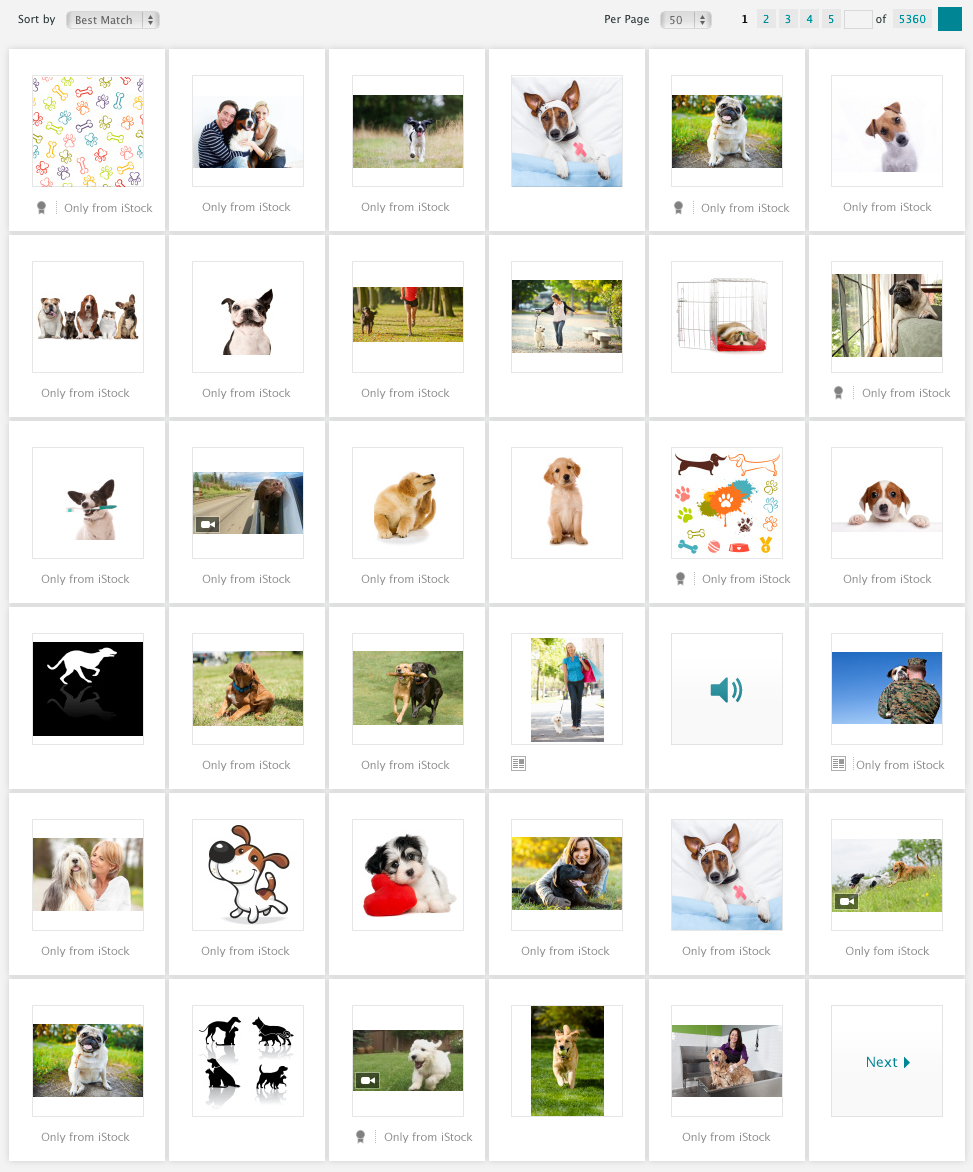 Sort by Best Match Per Page 50 1 2 3 4 5 of 5360
Only from iStock Only from iStock Only from iStock Only from iStock Only from iStock
Only from iStock Only from iStock Only from iStock Only from iStock
Only from iStock Only from iStock Only from iStock Only from iStock Only from iStock
Only from iStock Only from iStock Only from iStock
Only from iStock Only from iStock Only from iStock Only from iStock Only fom iStock
Next
Only from iStock Only from iStock Only from iStock